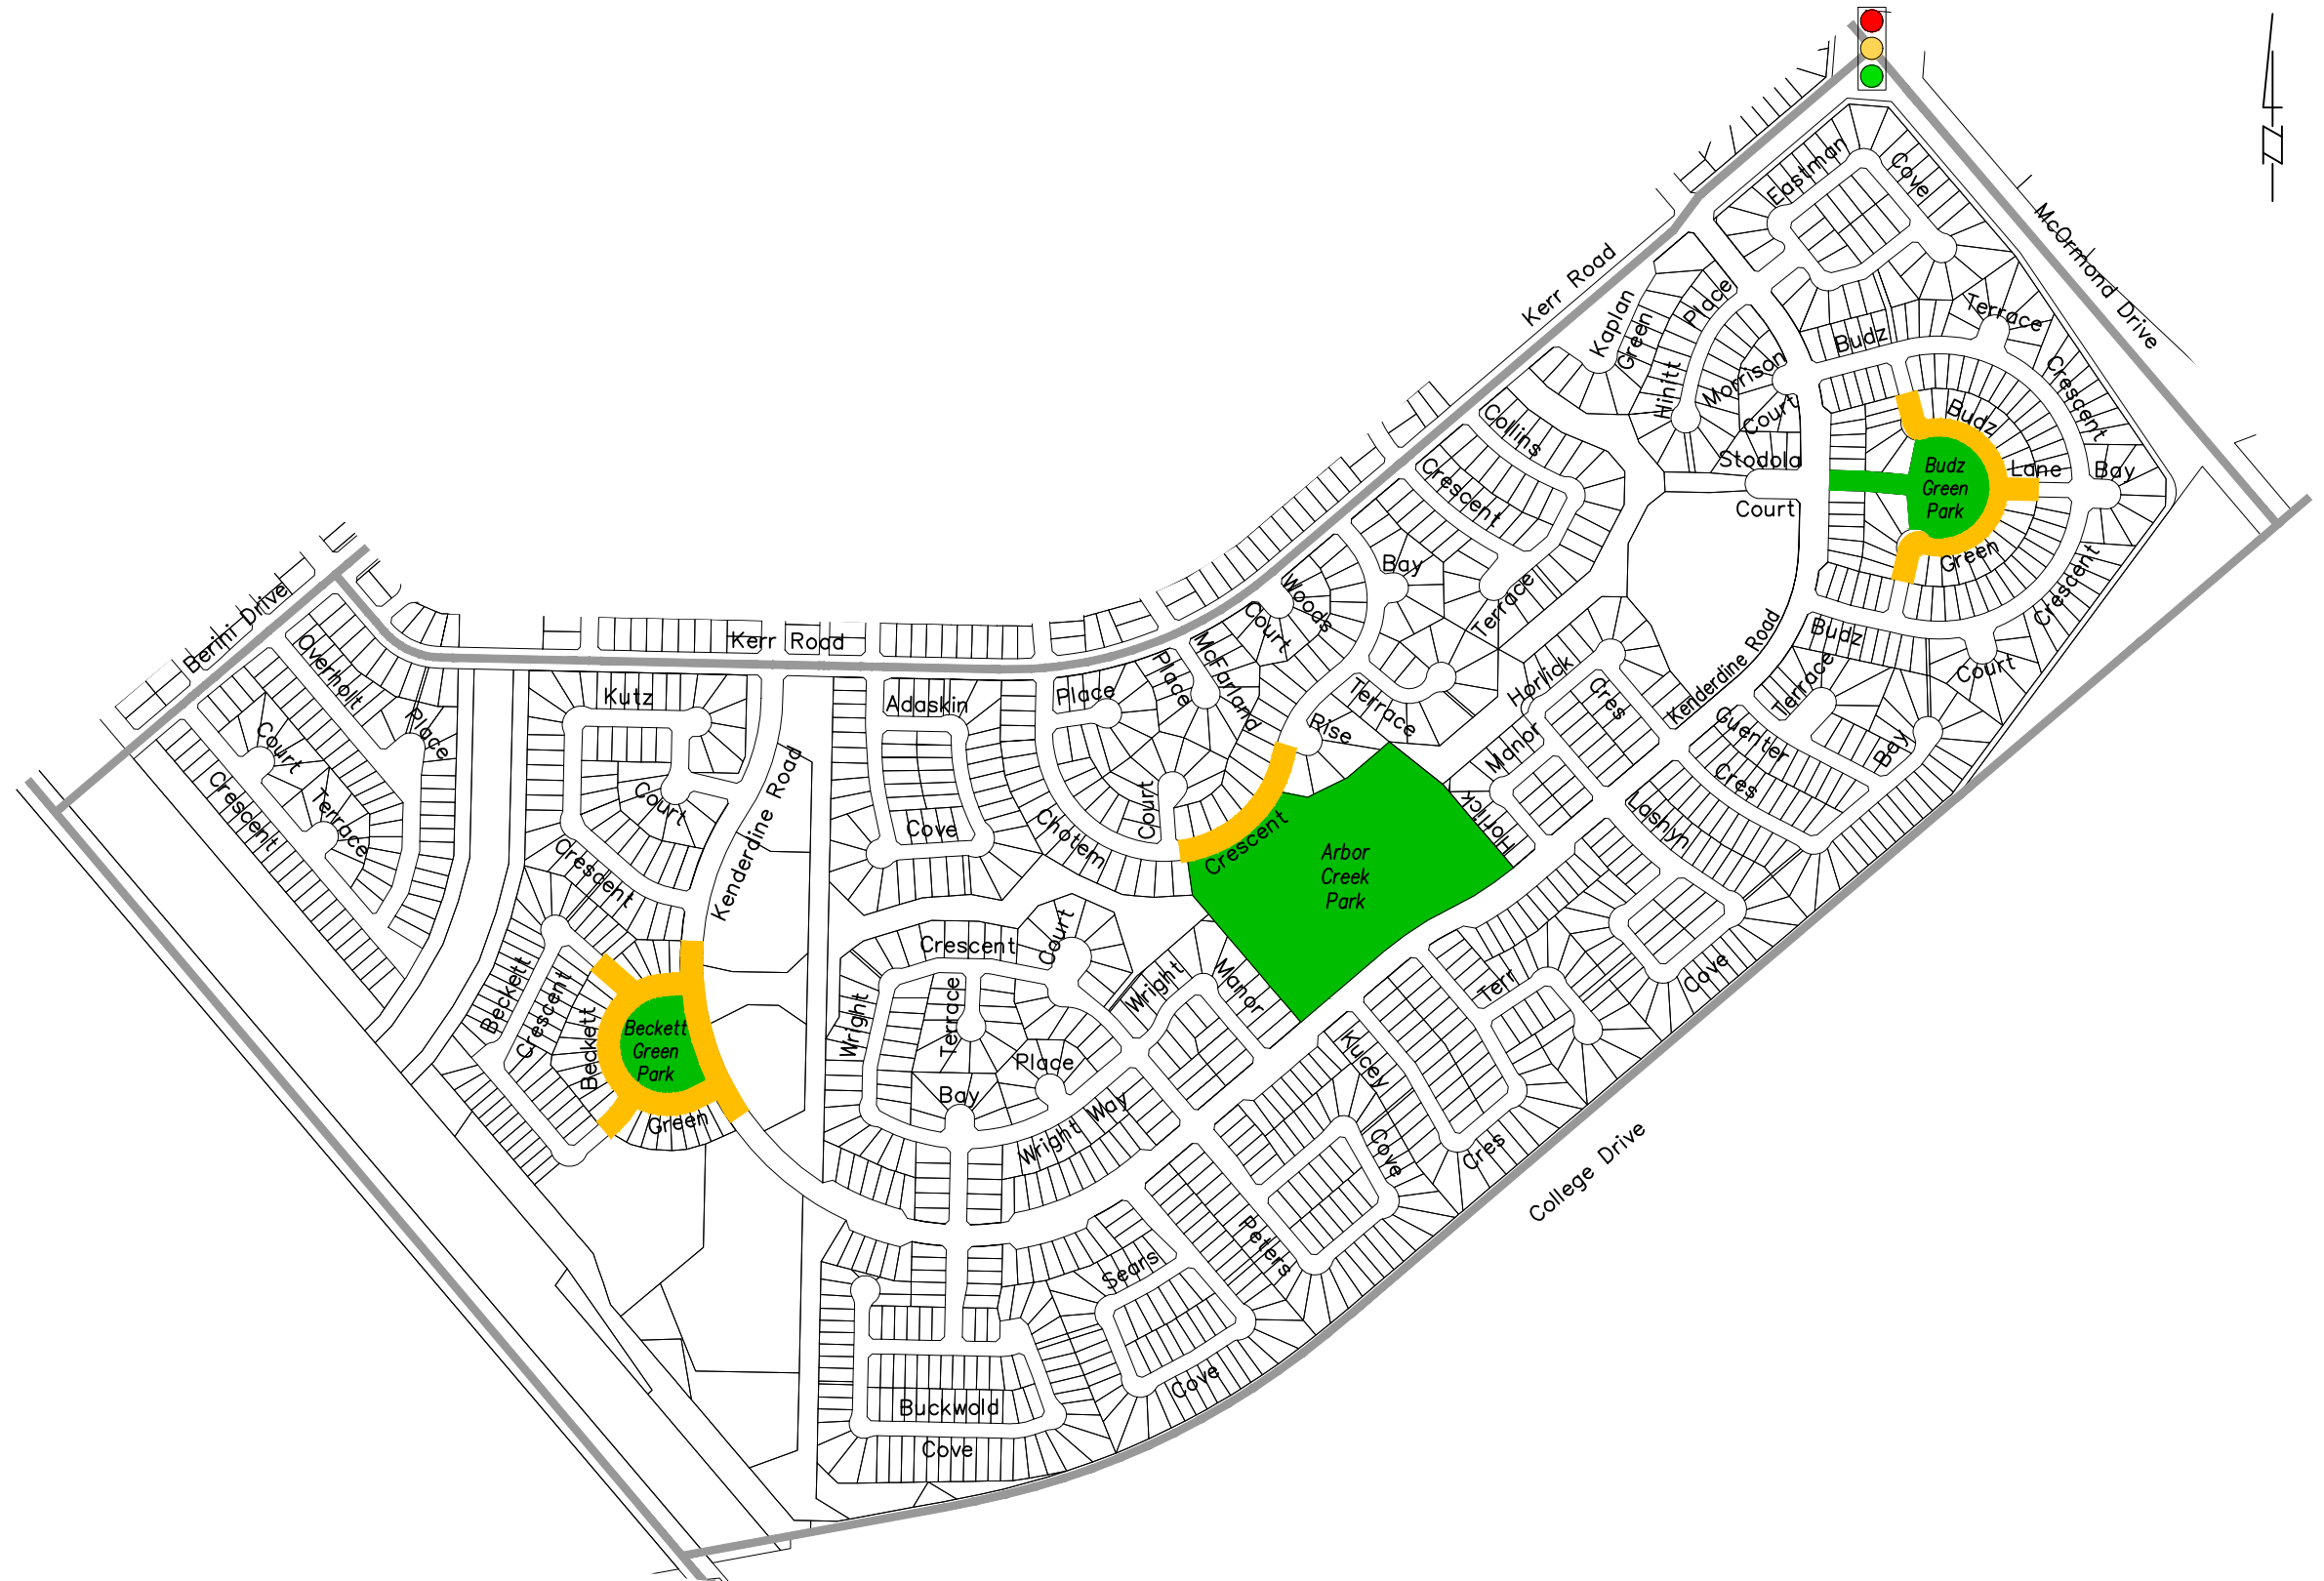 Eastman
Cove
McOrmond Drive
Kerr Road
Kaplan
Green
Place
Hinitt
Morrison
Court
Terrace
Budz
Crescent
Budz
Lane
Bay
Budz
Green
Park
Green
Stodola
Court
Crescent
Collins
Crescent
Bay
Woods
Court
Terrace
Kenderdine Road
Budz
Terrace
Court
Bay
Berini Drive
Overholt
Place
Court
Terrace
Crescent
Kerr Road
Kutz
Court
Crescent
Kenderdine Road
Adaskin
Cove
Place
Place
McFarland
Court
Chotem
Crescent
Rise
Terrace
Horlick
Cres
Manor
Horlick
Guenter
Cres
Lashyn
Cove
Arbor
Creek
Park
Beckett
Crescent
Beckett
Green
Beckett
Green
Park
Crescent
Court
Wright
Terrace
Place
Bay
Wright Way
Wright
Manor
Terr
Kucey
Cove
Cres
College Drive
Peters
Sears
Cove
Buckwold
Cove